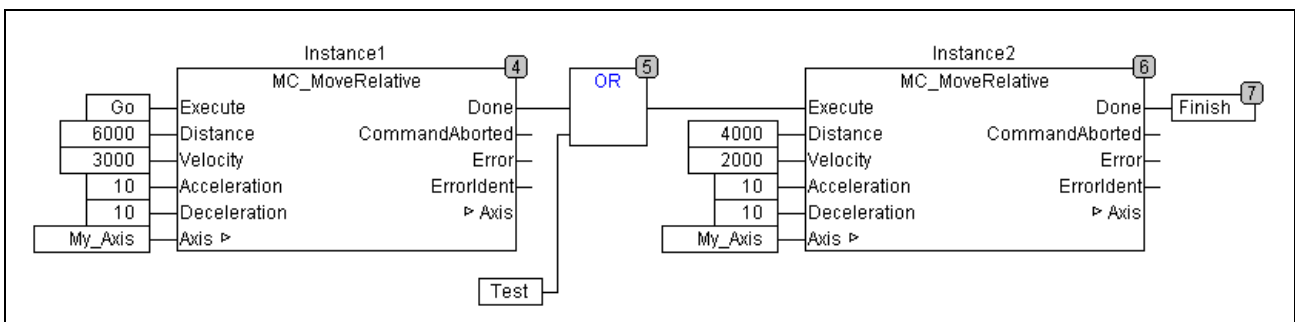 Instance1
4
MC_MoveRelative
Go
Execute
Done
6000
Distance
CommandAborted
3000
Velocity
Error
10
Acceleration
ErrorIdent
10
Deceleration
▷ Axis
My_Axis
Axis ▷
5
OR
Test
Instance2
6
MC_MoveRelative
Execute
Done
7
Finish
4000
Distance
CommandAborted
2000
Velocity
Error
10
Acceleration
ErrorIdent
10
Deceleration
▷ Axis
My_Axis
Axis ▷